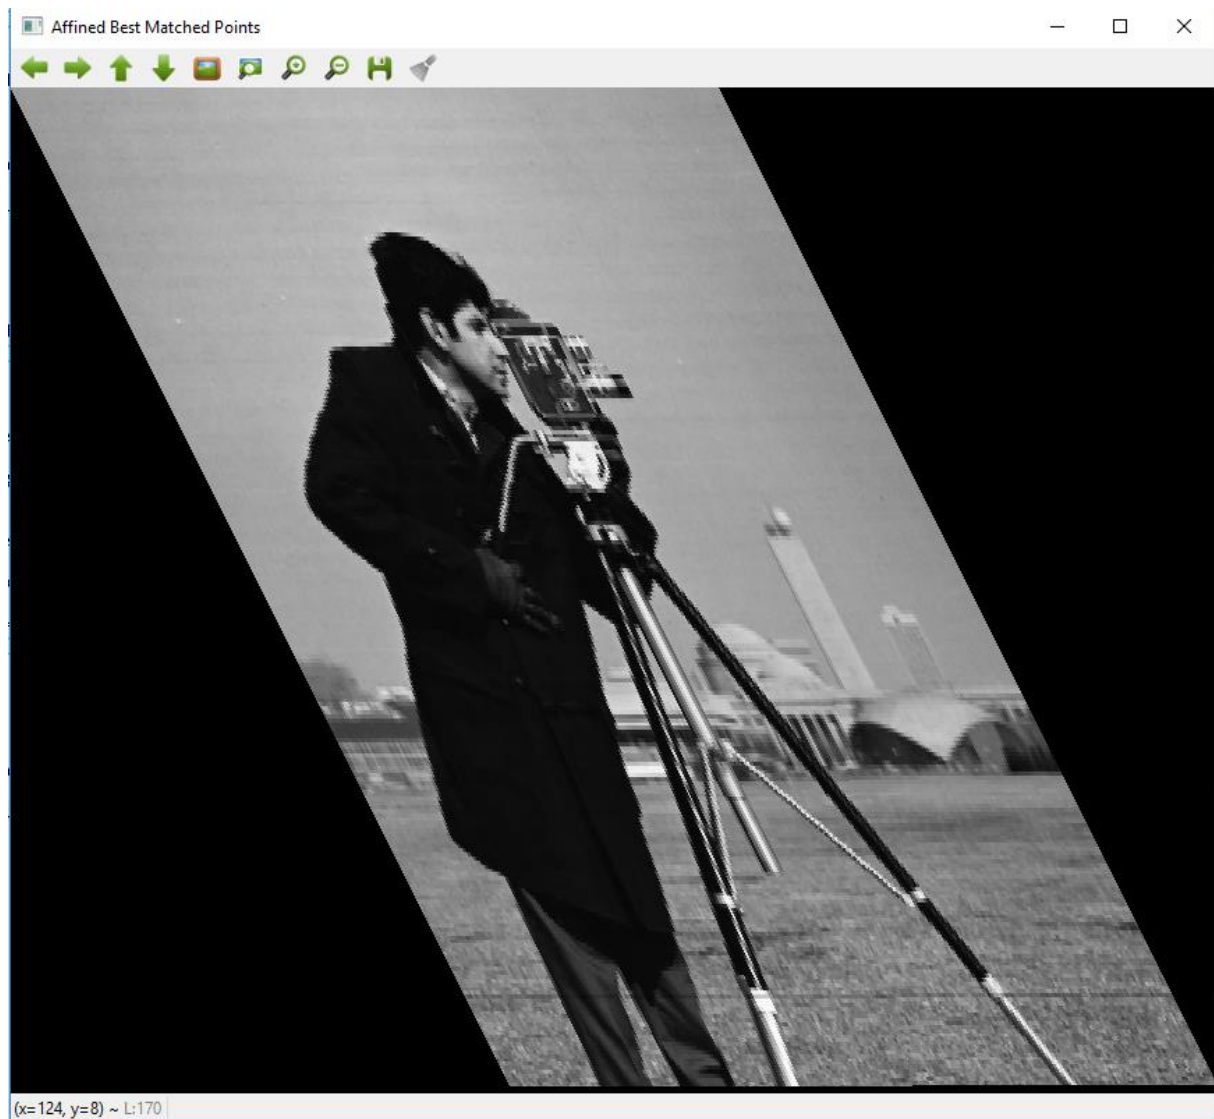 Affined Best Matched Points
(x=124, y=8) ~ L:170